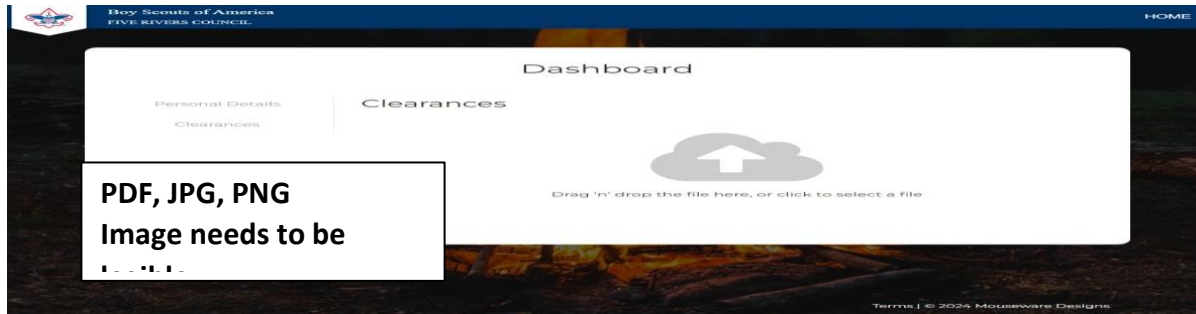 Boy Scouts of America
FIVE RIVERS COUNCIL
HOME
Dashboard
Personal Details
Clearances
Clearances
Drag 'n' drop the file here, or click to select a file
PDF, JPG, PNG
Image needs to be
Terms | © 2024 Mouseware Designs